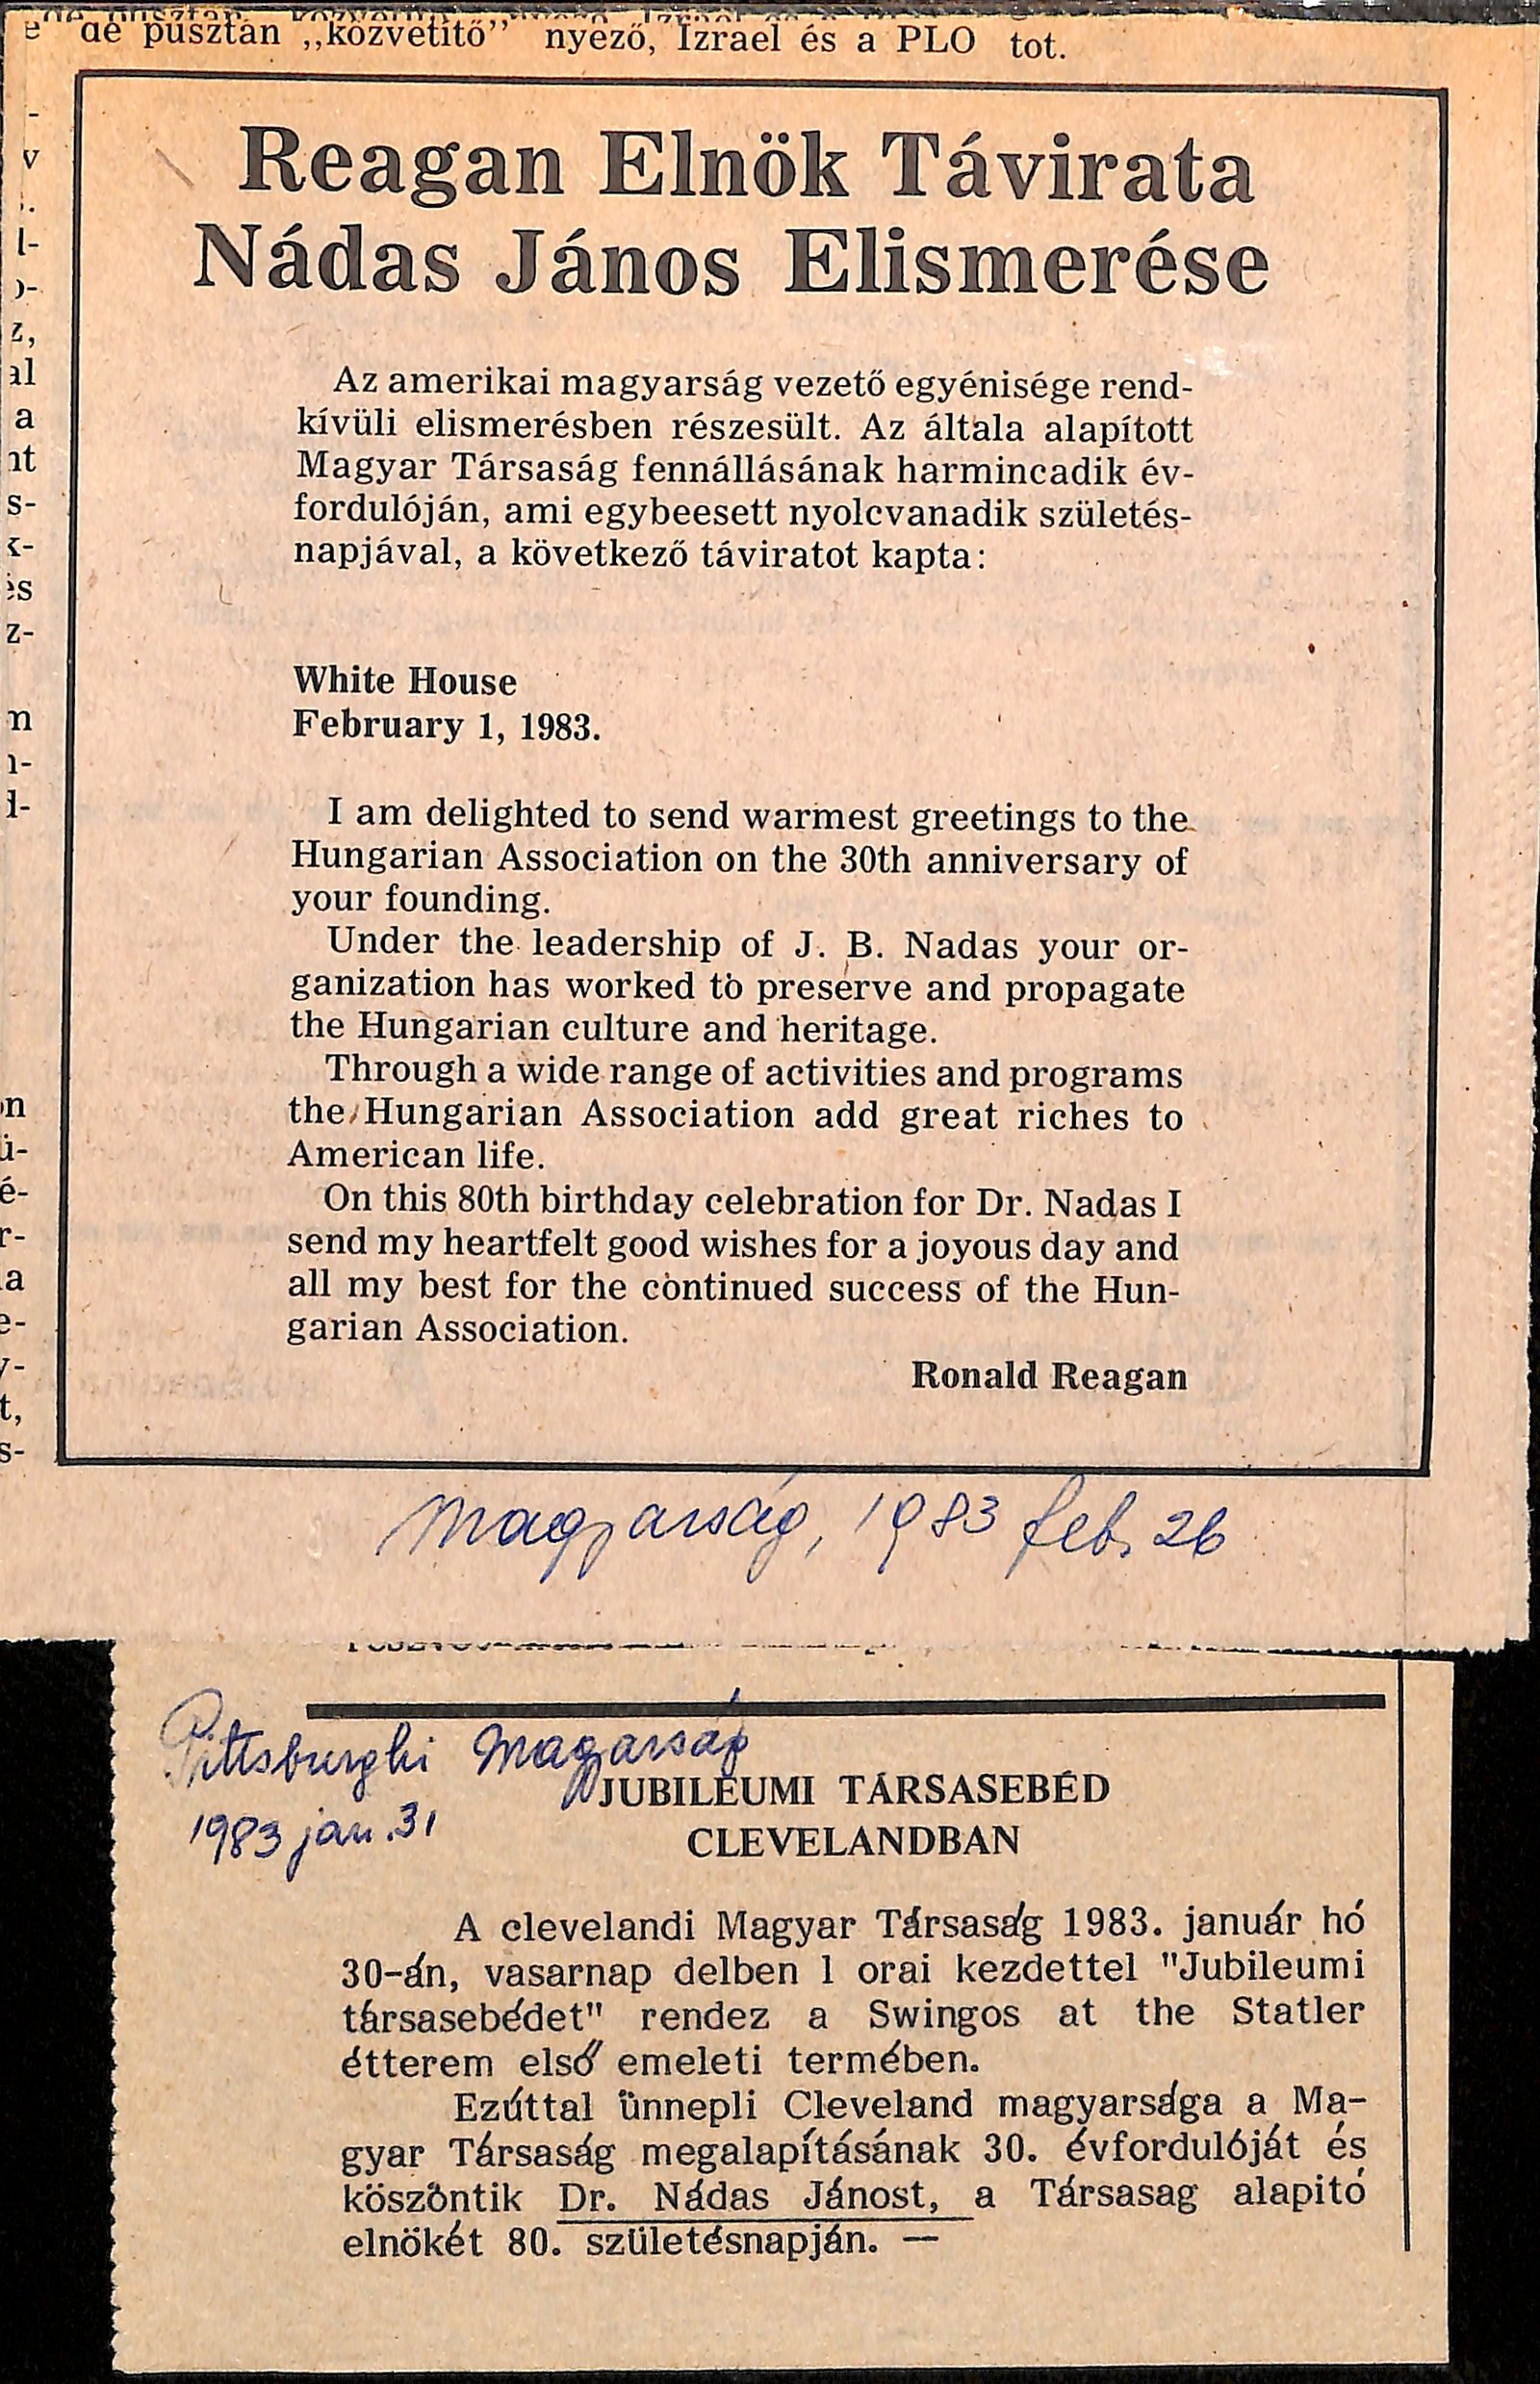 de pusztán „közvetítő” nyező, Izrael és a PLO tot.
Reagan Elnök Távirata
Nádas János Elismerése
Az amerikai magyarság vezető egyénisége rend-
kívüli elismerésben részesült. Az általa alapított
Magyar Társaság fennállásának harmincadik év-
fordulóján, ami egybeesett nyolcvanadik születés-
napjával, a következő táviratot kapta:
White House
February 1, 1983.
I am delighted to send warmest greetings to the
Hungarian Association on the 30th anniversary of
your founding.
Under the leadership of J. B. Nadas your or-
ganization has worked to preserve and propagate
the Hungarian culture and heritage.
Through a wide range of activities and programs
the Hungarian Association add great riches to
American life.
On this 80th birthday celebration for Dr. Nadas I
send my heartfelt good wishes for a joyous day and
all my best for the continued success of the Hun-
garian Association.
Ronald Reagan
Magyarság, 1983 feb. 26
Pittsburghi Magyarság
1983 jan. 31
JUBILEUMI TÁRSASEBÉD
CLEVELANDBAN
A clevelandi Magyar Társaság 1983. január hó
30-án, vasarnap delben 1 orai kezdettel "Jubileumi
társasebédet" rendez a Swingos at the Statler
étterem első emeleti termében.
Ezúttal ünnepli Cleveland magyarsága a Ma-
gyar Társaság megalapításának 30. évfordulóját és
köszöntik Dr. Nádas Jánost, a Társasag alapitó
elnökét 80. születésnapján. —